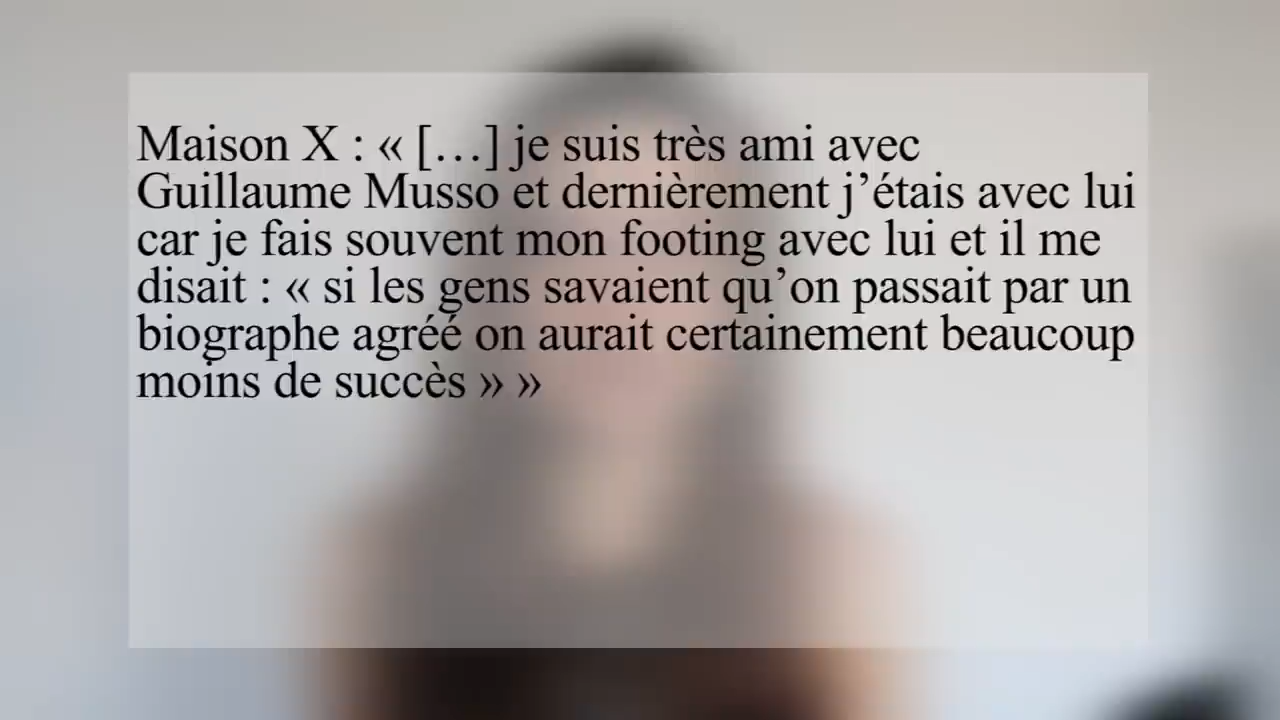 Maison X : « […] je suis très ami avec
Guillaume Musso et dernièrement j’étais avec lui
car je fais souvent mon footing avec lui et il me
disait : « si les gens savaient qu’on passait par un
biographe agréé on aurait certainement beaucoup
moins de succès » »